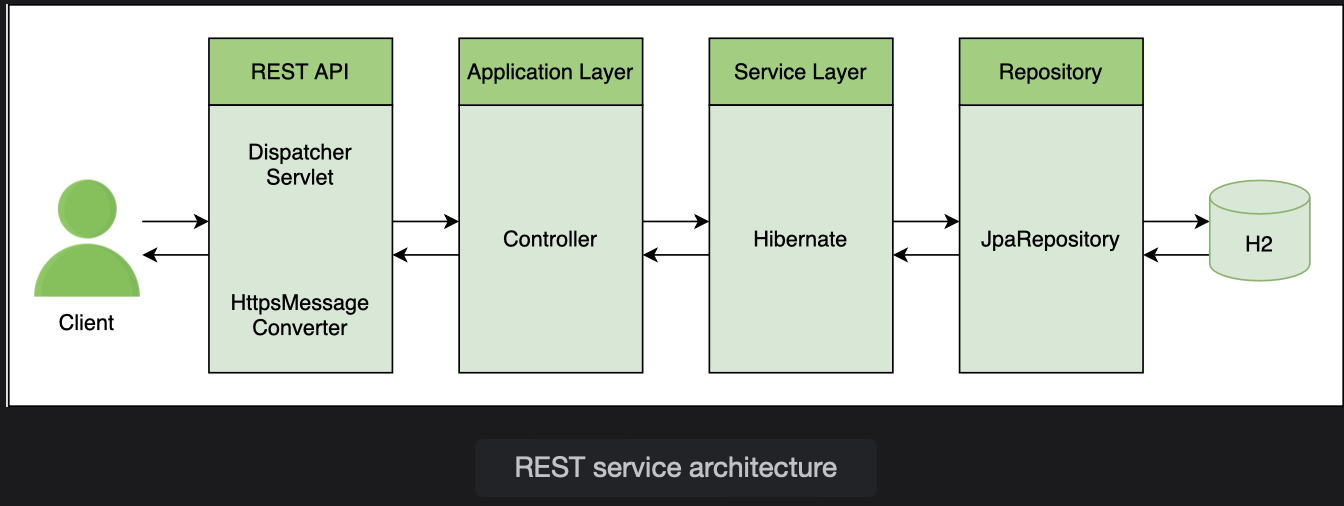 REST API
Application Layer
Service Layer
Repository
Dispatcher
Servlet
HttpsMessage
Converter
Controller
Hibernate
JpaRepository
H2
Client
REST service architecture